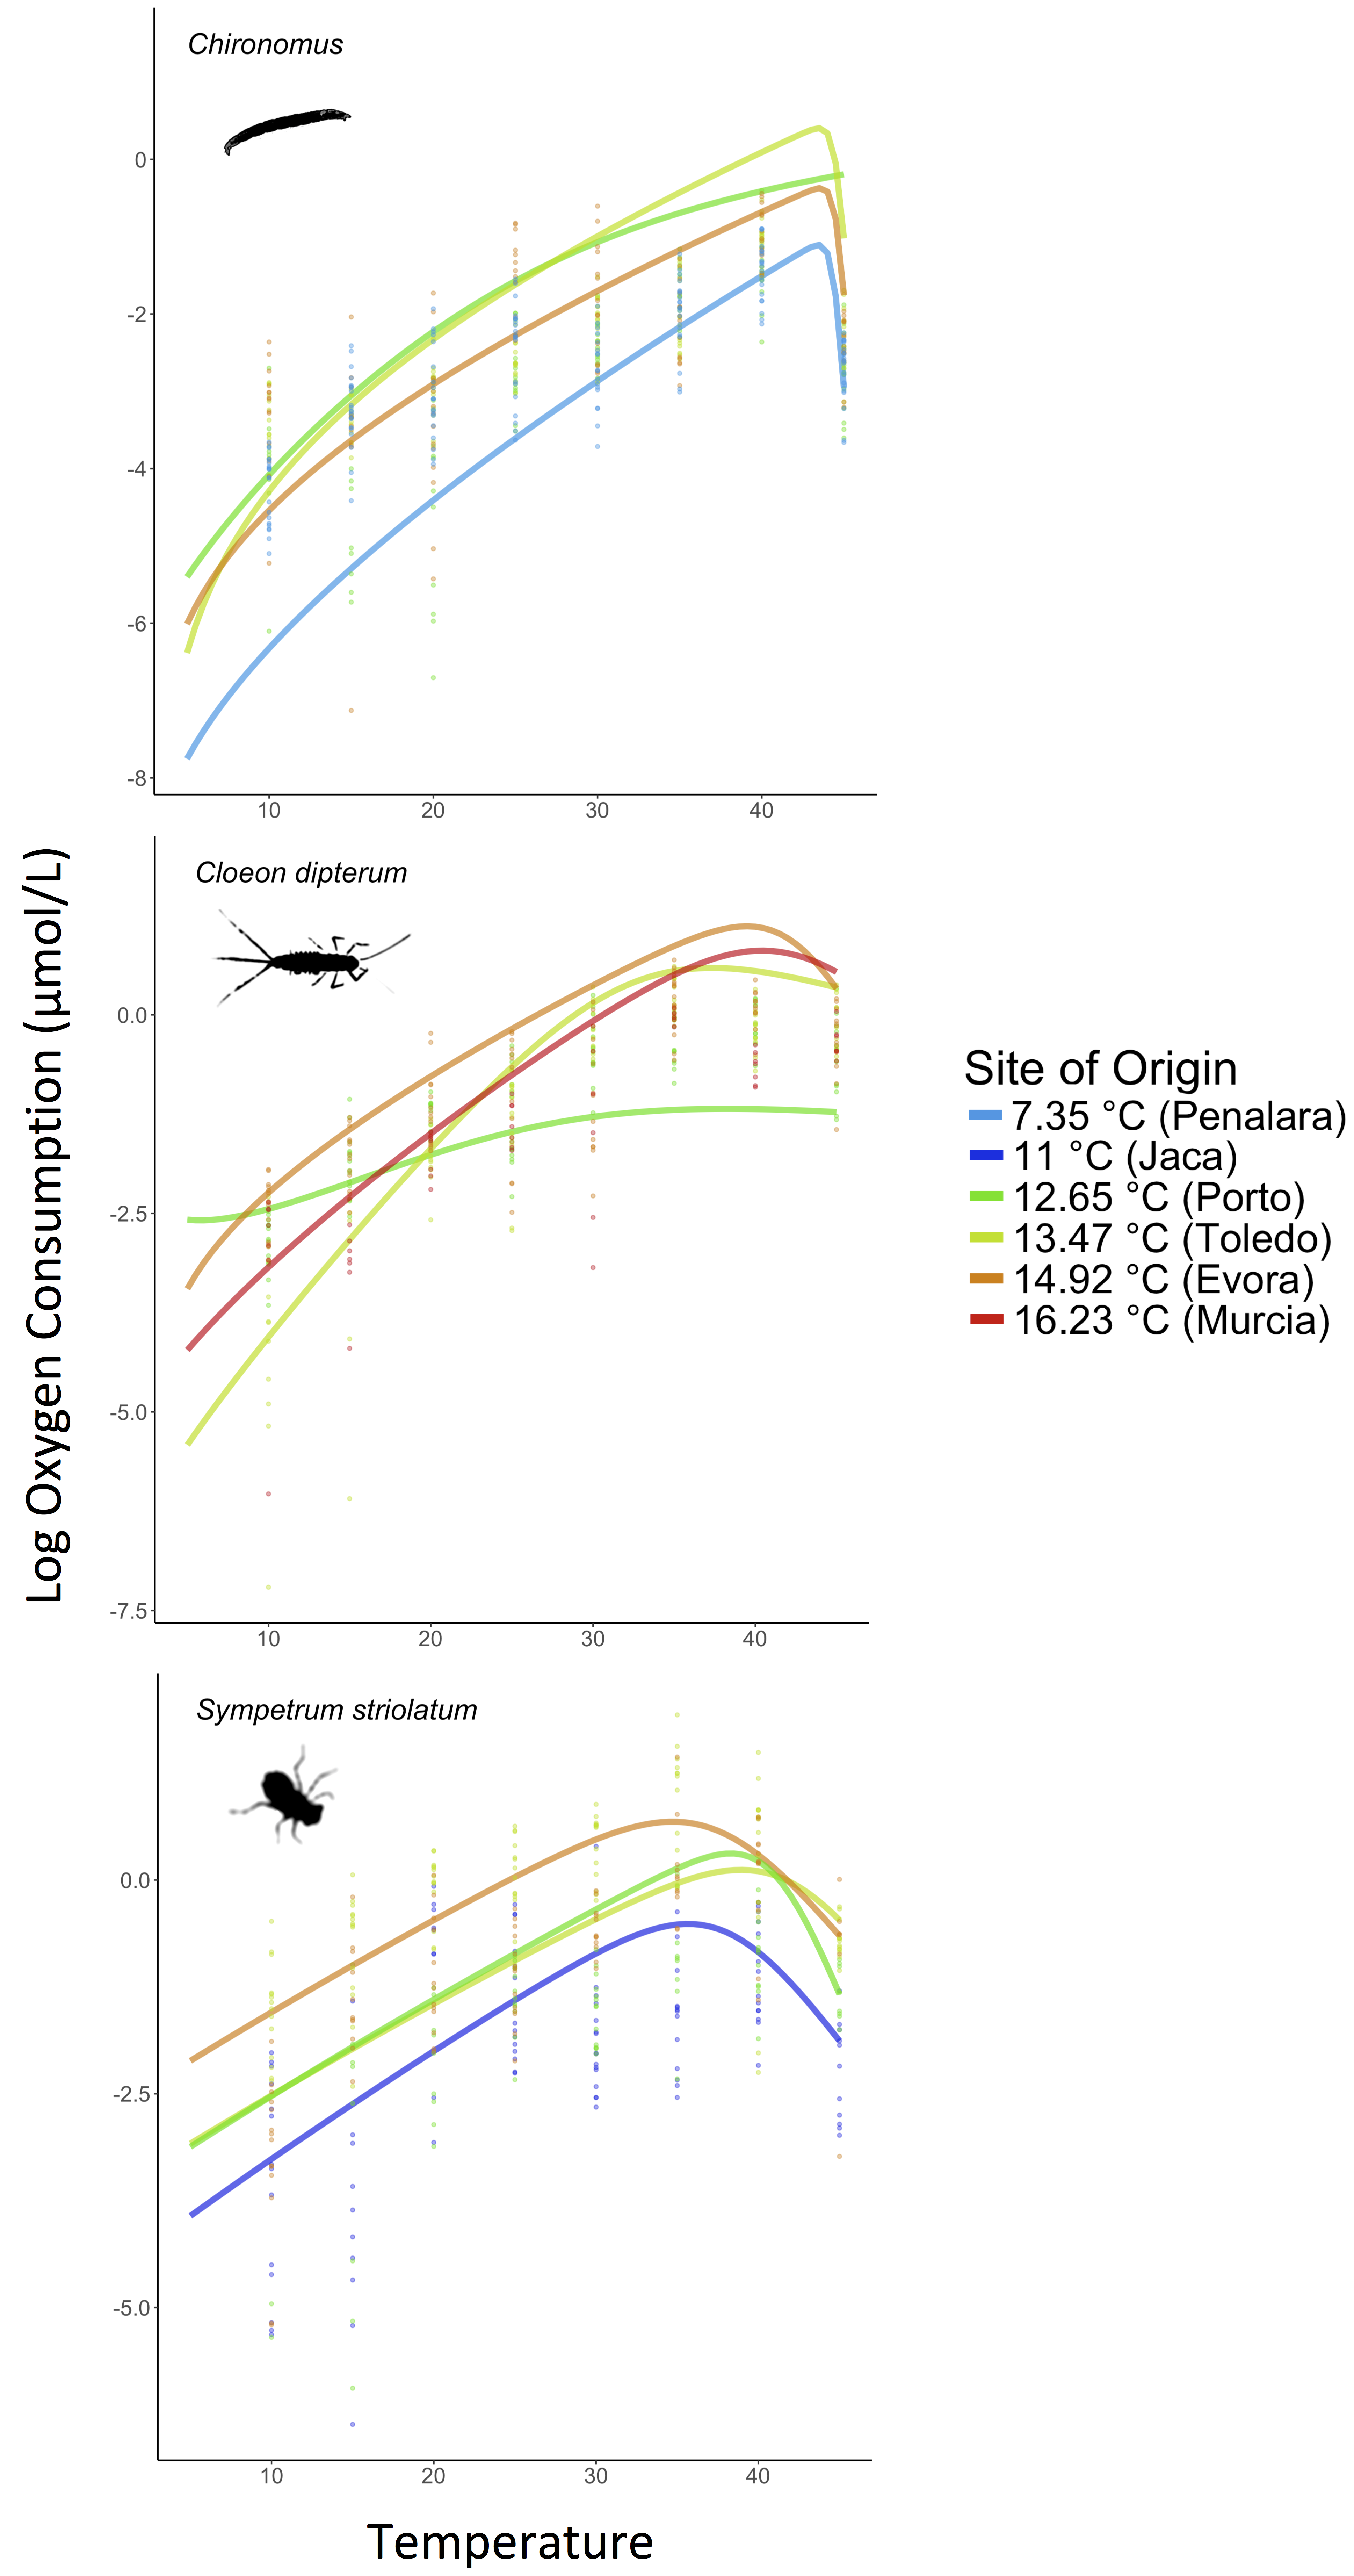 Chironomus
0
-2
-4
-6
-8
10 20 30 40
Log Oxygen Consumption (µmol/L)
Cloeon dipterum
0.0
-2.5
-5.0
-7.5
10 20 30 40
Site of Origin
7.35 °C (Penalara)
11 °C (Jaca)
12.65 °C (Porto)
13.47 °C (Toledo)
14.92 °C (Evora)
16.23 °C (Murcia)
Sympetrum striolatum
0.0
-2.5
-5.0
10 20 30 40
Temperature